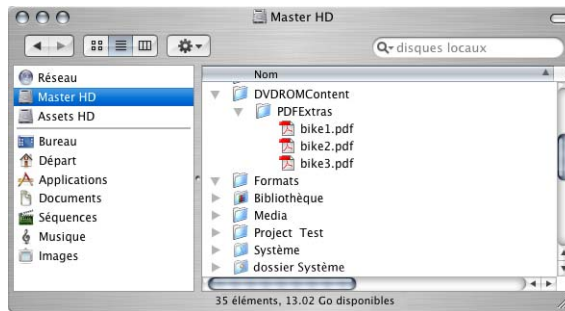 Master HD
disques locaux
Réseau
Master HD
Assets HD
Bureau
Départ
Applications
Documents
Séquences
Musique
Images
Nom
DVDROMContent
PDFExtras
bike1.pdf
bike2.pdf
bike3.pdf
Formats
Bibliothèque
Media
Project Test
Système
dossier Système
35 éléments, 13.02 Go disponibles